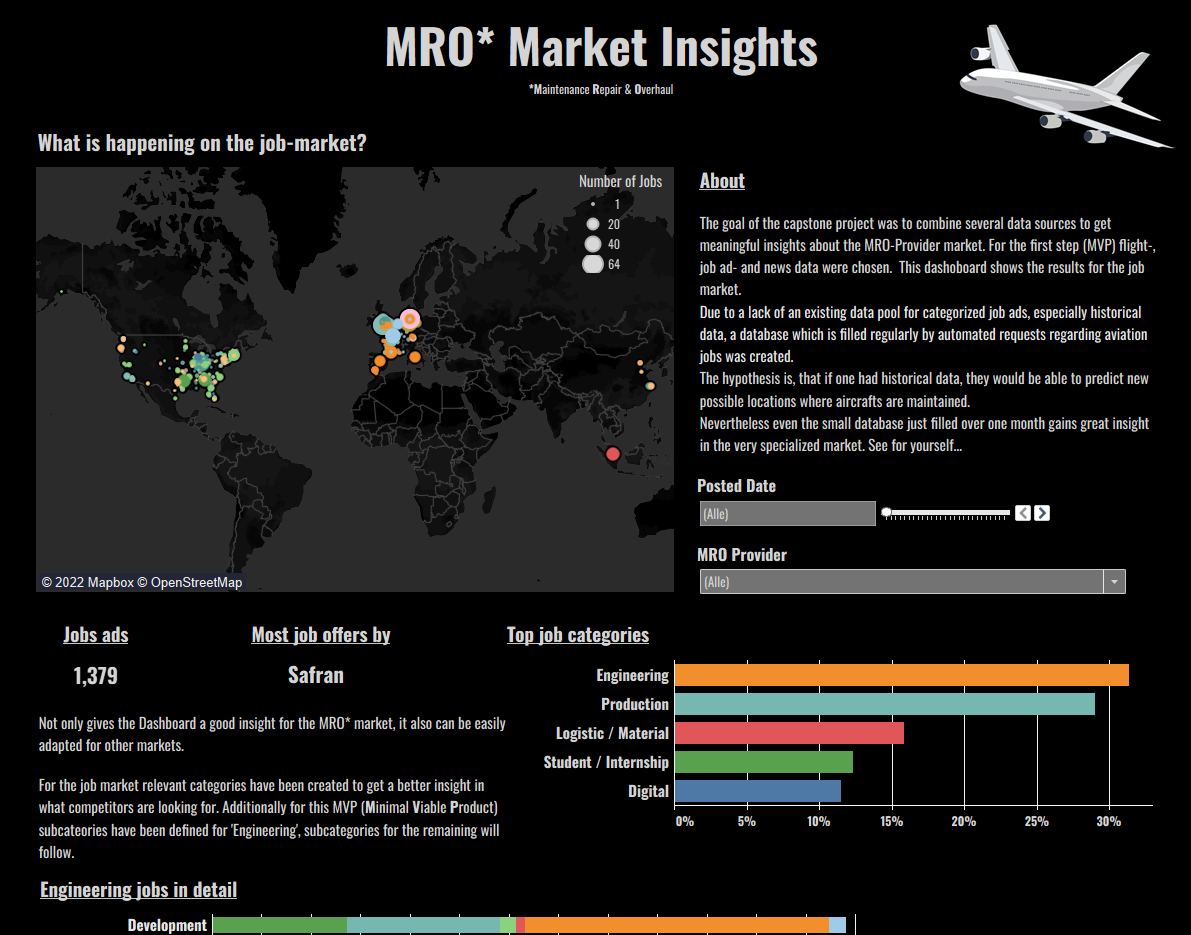 MRO* Market Insights
*Maintenance Repair & Overhaul
What is happening on the job-market?
Number of Jobs
1
20
40
64
© 2022 Mapbox © OpenStreetMap
About
The goal of the capstone project was to combine several data sources to get
meaningful insights about the MRO-Provider market. For the first step (MVP) flight-,
job ad- and news data were chosen.  This dashoboard shows the results for the job
market.
Due to a lack of an existing data pool for categorized job ads, especially historical
data, a database which is filled regularly by automated requests regarding aviation
jobs was created.
The hypothesis is, that if one had historical data, they would be able to predict new
possible locations where aircrafts are maintained.
Nevertheless even the small database just filled over one month gains great insight
in the very specialized market. See for yourself...
Posted Date
(Alle)
MRO Provider
(Alle)
Jobs ads
1,379
Most job offers by
Safran
Not only gives the Dashboard a good insight for the MRO* market, it also can be easily
adapted for other markets.
For the job market relevant categories have been created to get a better insight in
what competitors are looking for. Additionally for this MVP (Minimal Viable Product)
subcateories have been defined for 'Engineering', subcategories for the remaining will
follow.
Top job categories
Engineering
Production
Logistic / Material
Student / Internship
Digital
0% 5% 10% 15% 20% 25% 30%
Engineering jobs in detail
Development